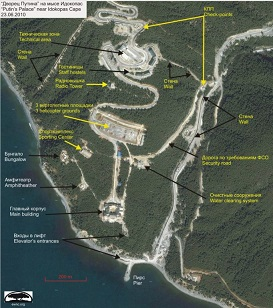 "Дворец Путина" на мысе Идокопас
"Putin's Palace" near Idokopas Cape
23.09.2010
КПП
Check-points
Техническая зона
Technical area
Стена
Wall
Гостиницы
Staff hostels
Стена
Wall
Радиовышка
Radio Tower
3 вертолетные площадки
3 helicopter grounds
Стена
Wall
Спорткомплекс
Sporting Center
Бунгало
Bungalow
Дорога по требованиям ФСО
Security road
Амфитеатр
Amphitheather
Очистные сооружения
Water clearing system
Главный корпус
Main building
Входы в лифт
Elevator's entrances
Пирс
Pier